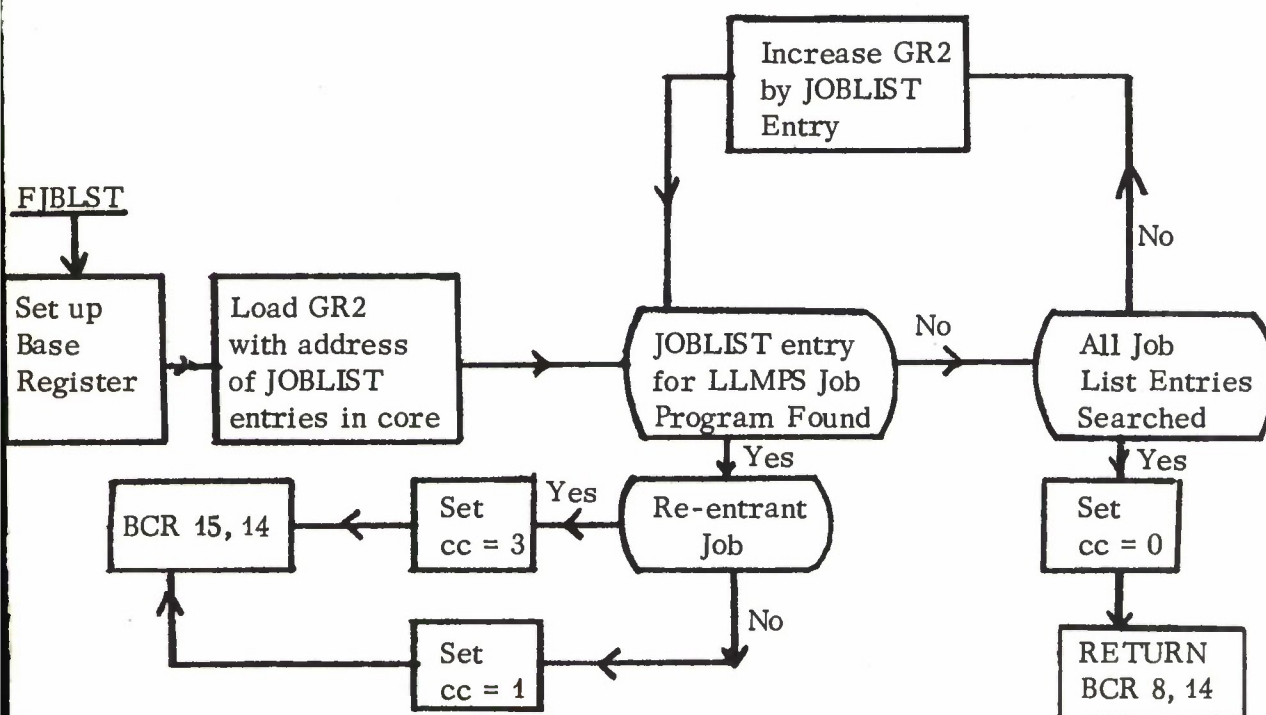 Increase GR2
by JOBLIST
Entry
FJBLST
No
Set up
Base
Register
Load GR2
with address
of JOBLIST
entries in core
JOBLIST entry
for LLMPS Job
Program Found
No
All Job
List Entries
Searched
Yes
Yes
BCR 15, 14
Set
cc = 3
Yes
Re-entrant
Job
Set
cc = 0
No
Set
cc = 1
RETURN
BCR 8, 14